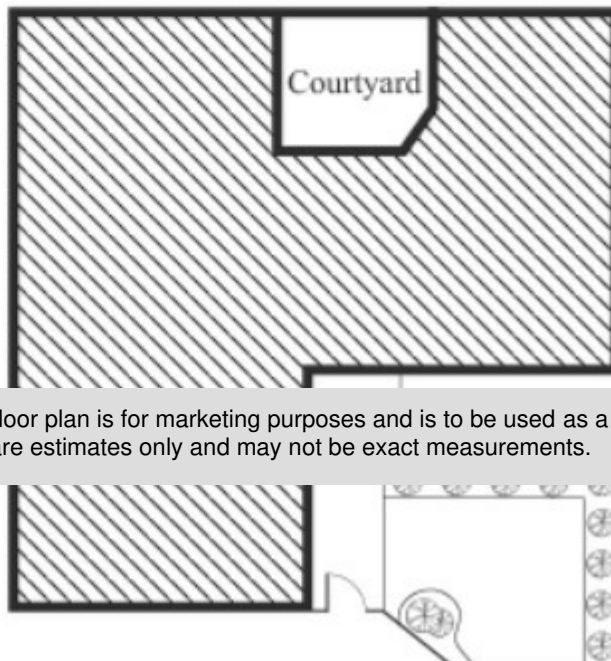 Courtyard
loor plan is for marketing purposes and is to be used as a
are estimates only and may not be exact measurements.